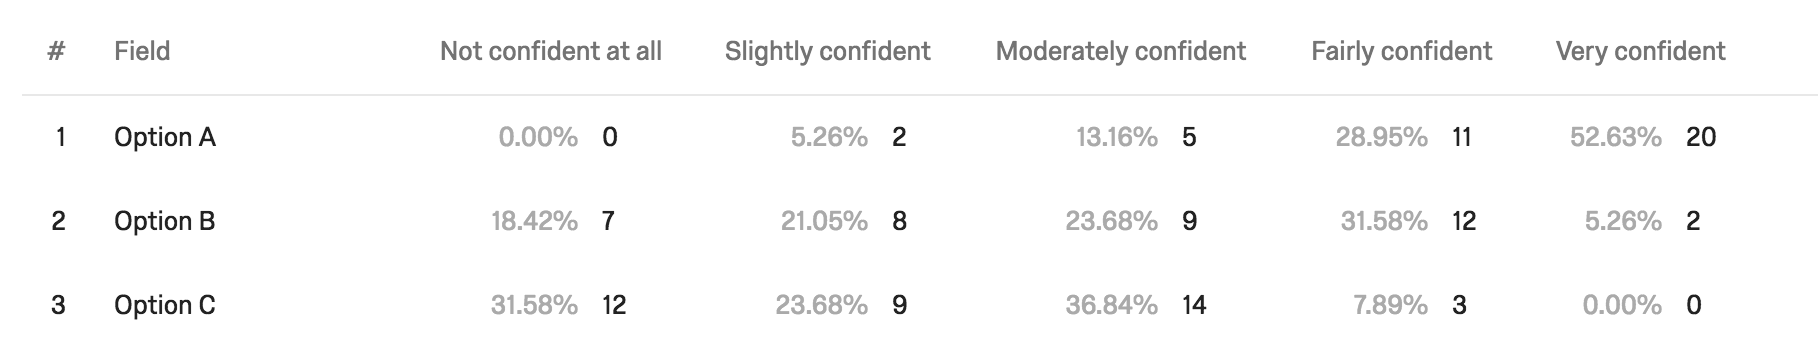 # Field Not confident at all Slightly confident Moderately confident Fairly confident Very confident
1 Option A 0.00% 0 5.26% 2 13.16% 5 28.95% 11 52.63% 20
2 Option B 18.42% 7 21.05% 8 23.68% 9 31.58% 12 5.26% 2
3 Option C 31.58% 12 23.68% 9 36.84% 14 7.89% 3 0.00% 0